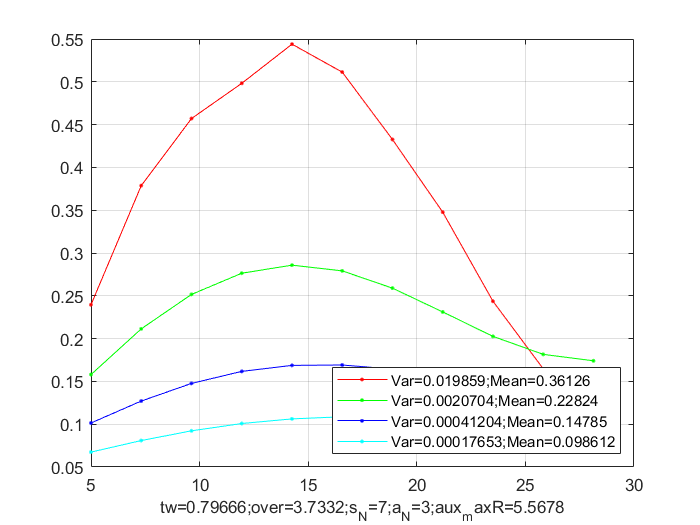 0.55
0.5
0.45
0.4
0.35
0.3
0.25
0.2
0.15
0.1
0.05
Var=0.019859;Mean=0.36126
Var=0.0020704;Mean=0.22824
Var=0.00041204;Mean=0.14785
Var=0.00017653;Mean=0.098612
5 10 15 20 25 30
tw=0.79666;over=3.7332;s_N=7;a_N=3;aux_maxR=5.5678